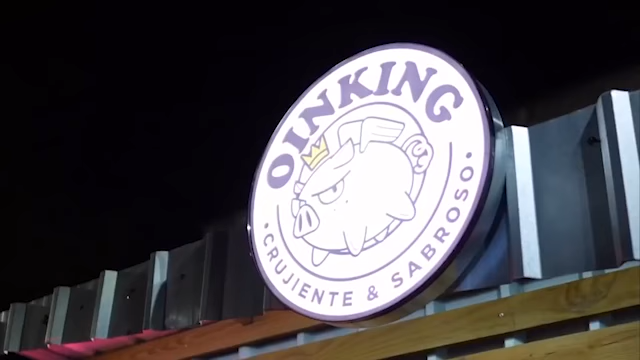 OINKING
• CRUJIENTE & SABROSO •